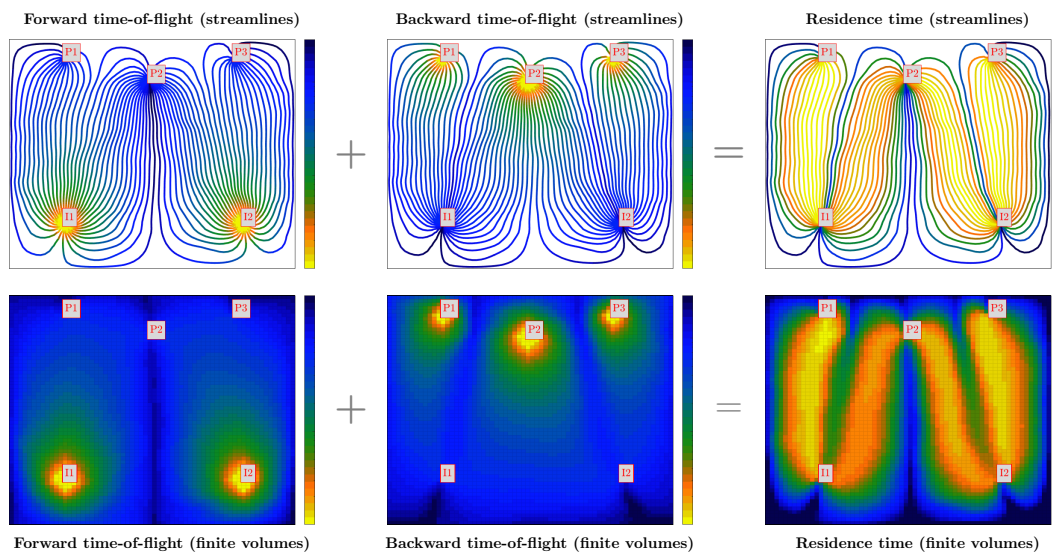 Forward time-of-flight (streamlines)
Backward time-of-flight (streamlines)
Residence time (streamlines)
P1
P2
P3
I1
I2
+
P1
P2
P3
I1
I2
=
P1
P2
P3
I1
I2
P1
P2
P3
I1
I2
+
P1
P2
P3
I1
I2
=
P1
P2
P3
I1
I2
Forward time-of-flight (finite volumes)
Backward time-of-flight (finite volumes)
Residence time (finite volumes)